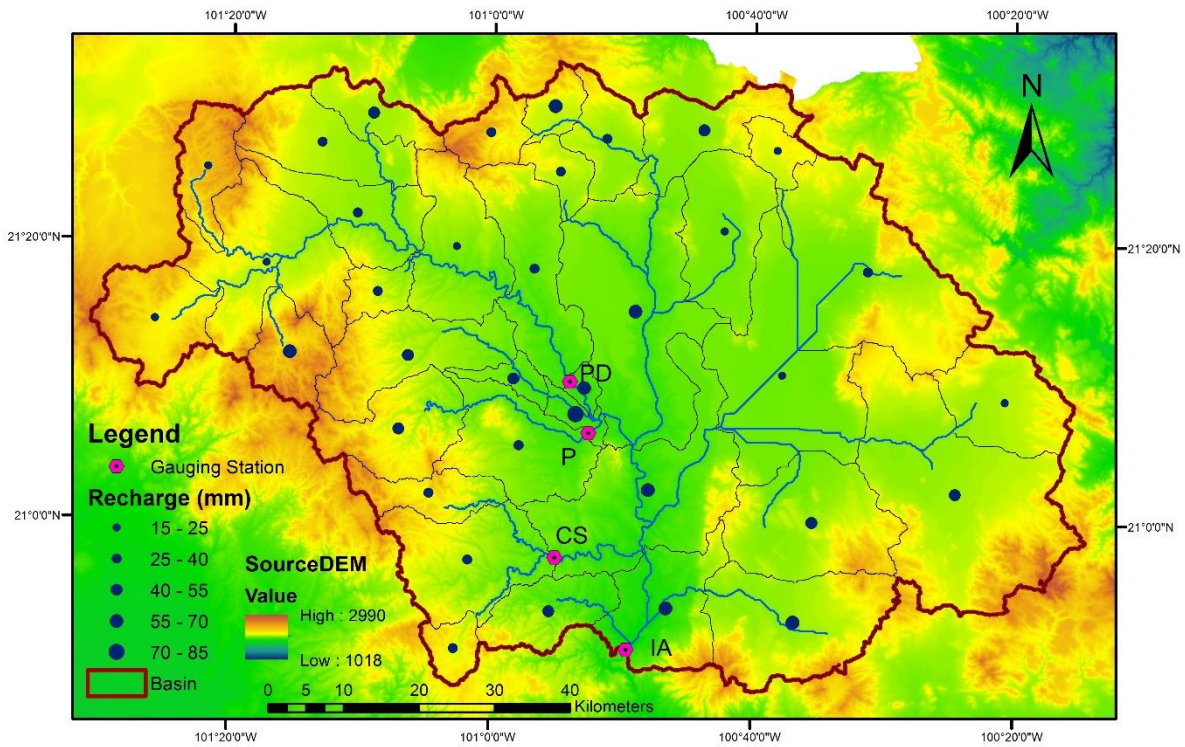 101°20'0"W 101°0'0"W 100°40'0"W 100°20'0"W
N
21°20'0"N 21°20'0"N
PD
P
21°0'0"N 21°0'0"N
CS
IA
Legend
Gauging Station
Recharge (mm)
15 - 25
25 - 40
40 - 55
55 - 70
70 - 85
Basin
SourceDEM
Value
High : 2990
Low : 1018
0 5 10 20 30 40
Kilometers
101°20'0"W 101°0'0"W 100°40'0"W 100°20'0"W